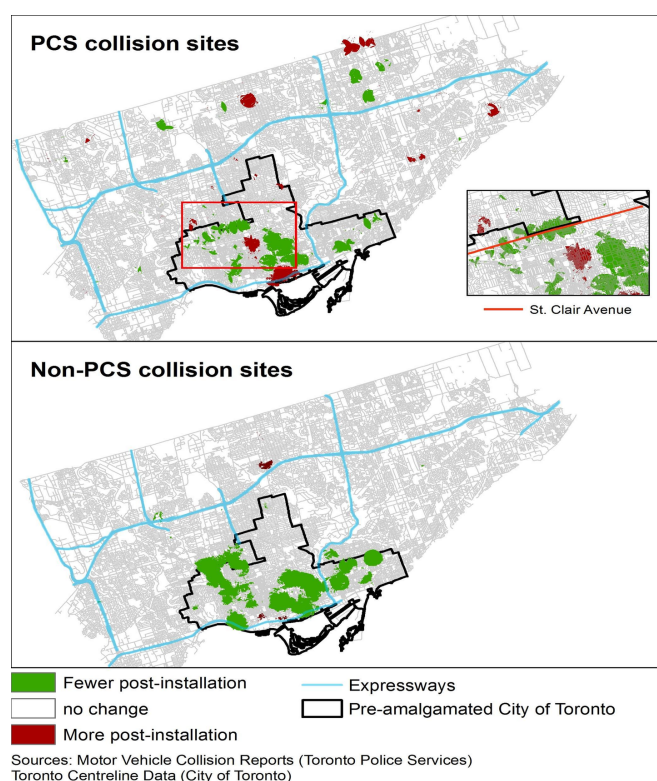 PCS collision sites
St. Clair Avenue
Non-PCS collision sites
Fewer post-installation
Expressways
no change
Pre-amalgamated City of Toronto
More post-installation
Sources: Motor Vehicle Collision Reports (Toronto Police Services)
Toronto Centreline Data (City of Toronto)